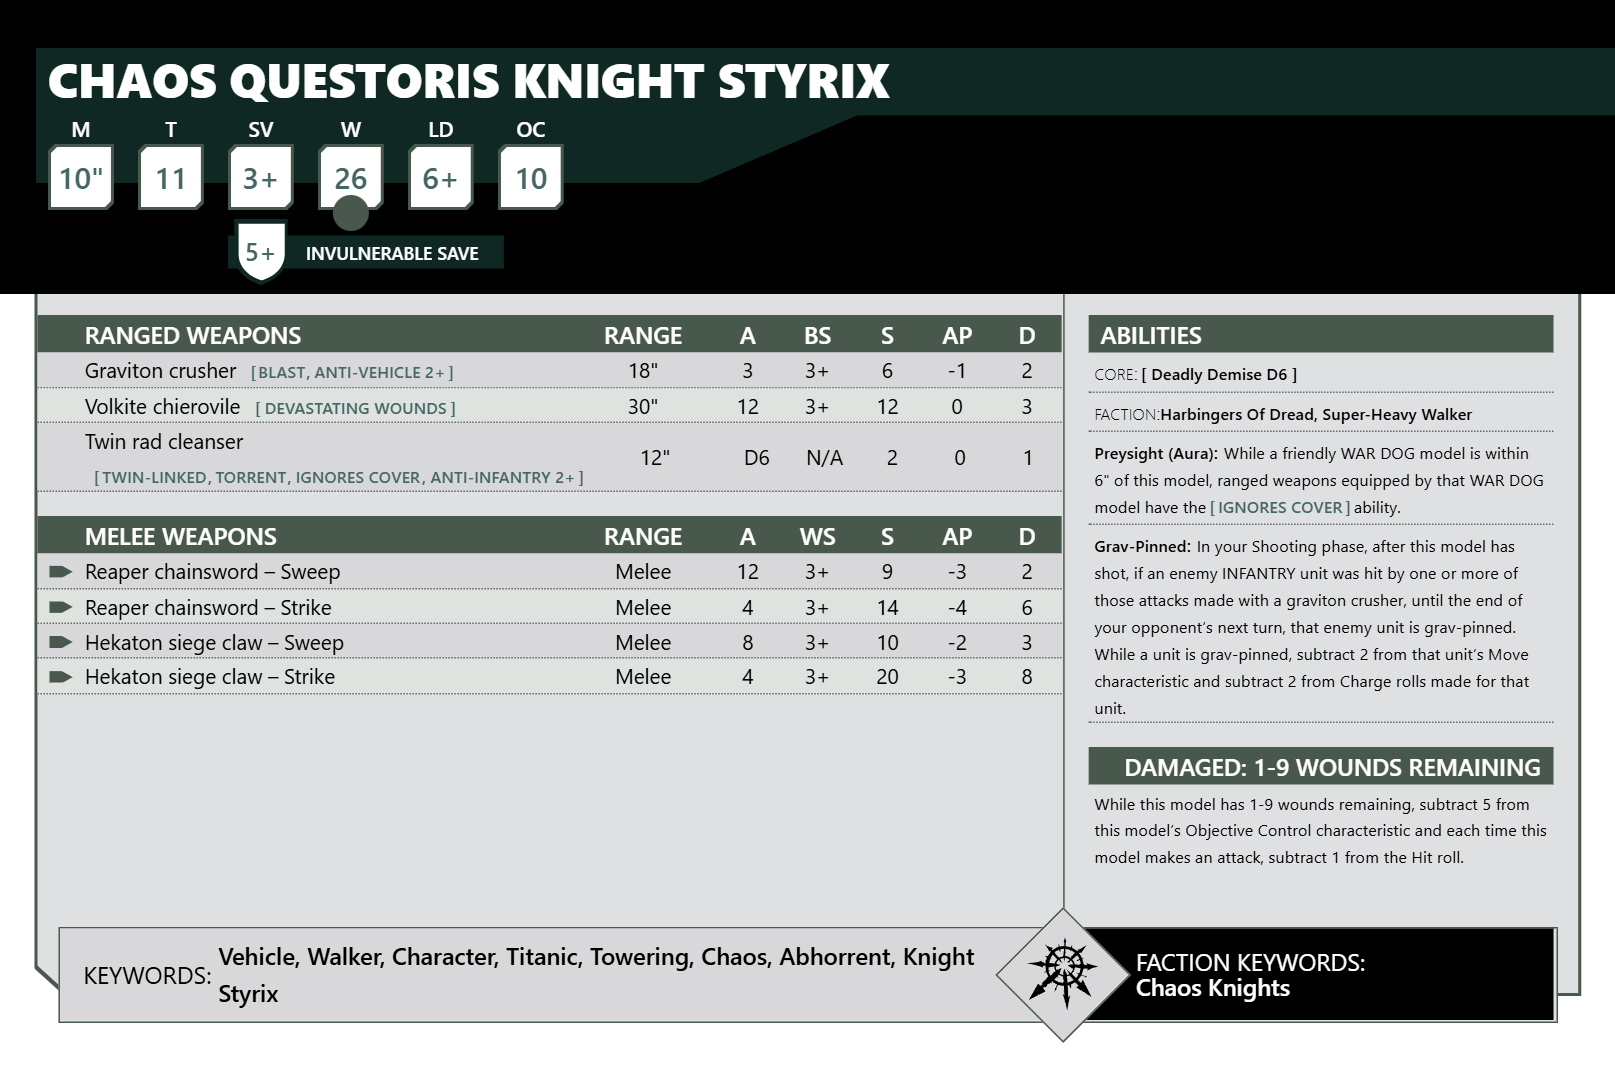 CHAOS QUESTORIS KNIGHT STYRIX
M T SV W LD OC
10" 11 3+ 26 6+ 10
5+ INVULNERABLE SAVE
RANGED WEAPONS RANGE A BS S AP D
Graviton crusher [ BLAST, ANTI-VEHICLE 2+ ] 18" 3 3+ 6 -1 2
Volkite chierovile [ DEVASTATING WOUNDS ] 30" 12 3+ 12 0 3
Twin rad cleanser
[ TWIN-LINKED, TORRENT, IGNORES COVER, ANTI-INFANTRY 2+ ] 12" D6 N/A 2 0 1
MELEE WEAPONS RANGE A WS S AP D
Reaper chainsword – Sweep Melee 12 3+ 9 -3 2
Reaper chainsword – Strike Melee 4 3+ 14 -4 6
Hekaton siege claw – Sweep Melee 8 3+ 10 -2 3
Hekaton siege claw – Strike Melee 4 3+ 20 -3 8
ABILITIES
CORE: [ Deadly Demise D6 ]
FACTION:Harbingers Of Dread, Super-Heavy Walker
Preysight (Aura): While a friendly WAR DOG model is within
6" of this model, ranged weapons equipped by that WAR DOG
model have the [ IGNORES COVER ] ability.
Grav-Pinned: In your Shooting phase, after this model has
shot, if an enemy INFANTRY unit was hit by one or more of
those attacks made with a graviton crusher, until the end of
your opponent's next turn, that enemy unit is grav-pinned.
While a unit is grav-pinned, subtract 2 from that unit's Move
characteristic and subtract 2 from Charge rolls made for that
unit.
DAMAGED: 1-9 WOUNDS REMAINING
While this model has 1-9 wounds remaining, subtract 5 from
this model's Objective Control characteristic and each time this
model makes an attack, subtract 1 from the Hit roll.
KEYWORDS: Vehicle, Walker, Character, Titanic, Towering, Chaos, Abhorrent, Knight
Styrix
FACTION KEYWORDS:
Chaos Knights